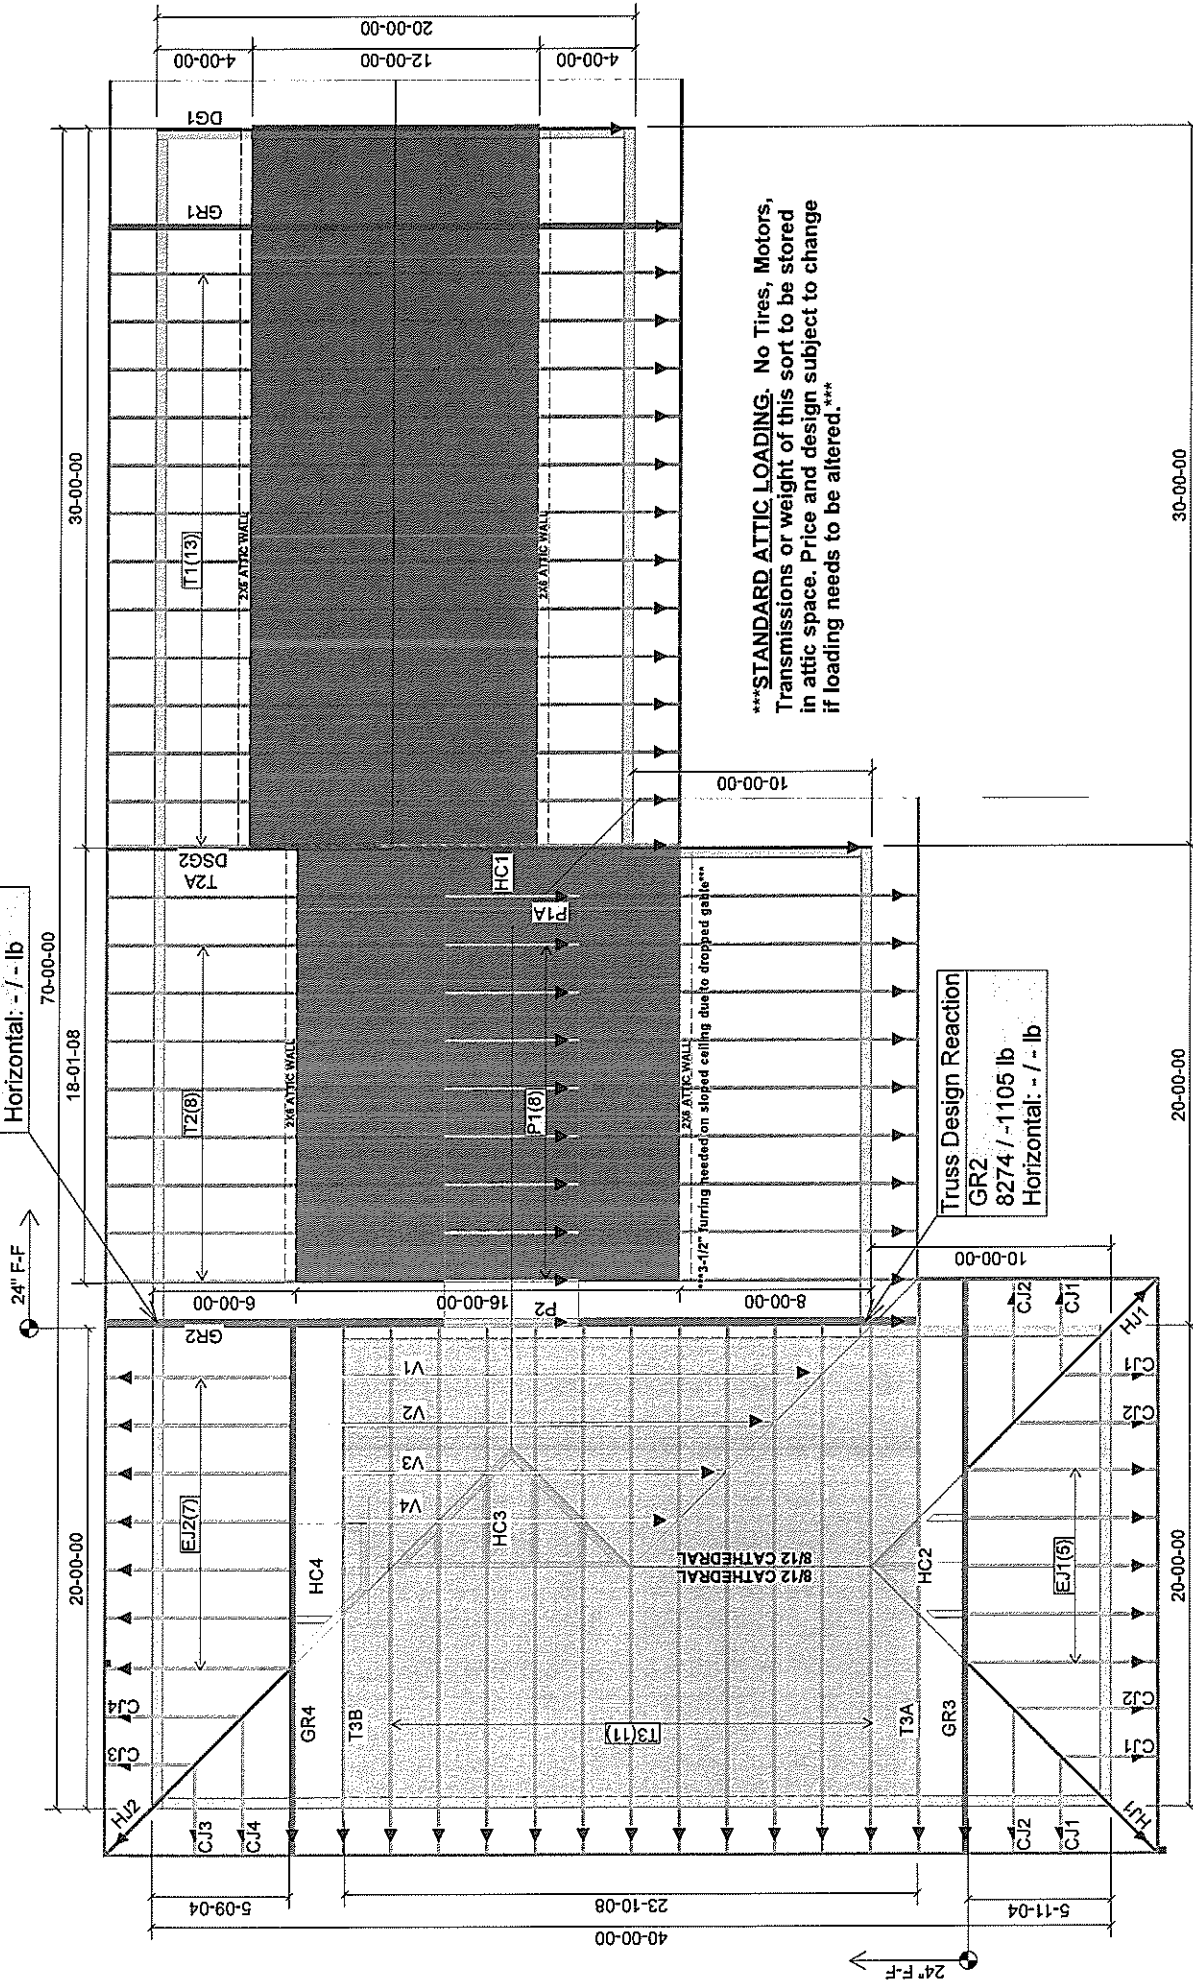 Horizontal: - / - lb
24" F-F
70-00-00
18-01-08
30-00-00
20-00-00
20-00-00
4-00-00
12-00-00
4-00-00
DG1
GR1
T1(13)
2X6 ATTIC WALL
2X6 ATTIC WALL
DSG2
T2A
T2(8)
2X6 ATTIC WALL
HC1
P1A
P1(8)
2X6 ATTIC WALL
***3-1/2" furring needed on sloped ceiling due to dropped gable***
10-00-00
***STANDARD ATTIC LOADING. No Tires, Motors,
Transmissions or weight of this sort to be stored
in attic space. Price and design subject to change
if loading needs to be altered.***
6-00-00
16-00-00
8-00-00
P2
GR2
Truss Design Reaction
GR2
8274 / -1105 lb
Horizontal: - / - lb
10-00-00
EJ2(7)
V1
V2
V3
V4
HC3
HC4
8/12 CATHEDRAL
8/12 CATHEDRAL
HC2
EJ1(5)
CJ4
CJ3
HJ2
CJ3
CJ4
GR4
T3B
T3(11)
T3A
GR3
CJ2
CJ1
HJ1
CJ1
CJ2
CJ2
CJ1
CJ2
CJ1
HJ1
5-09-04
23-10-08
5-11-04
40-00-00
24" F-F
20-00-00
20-00-00
30-00-00